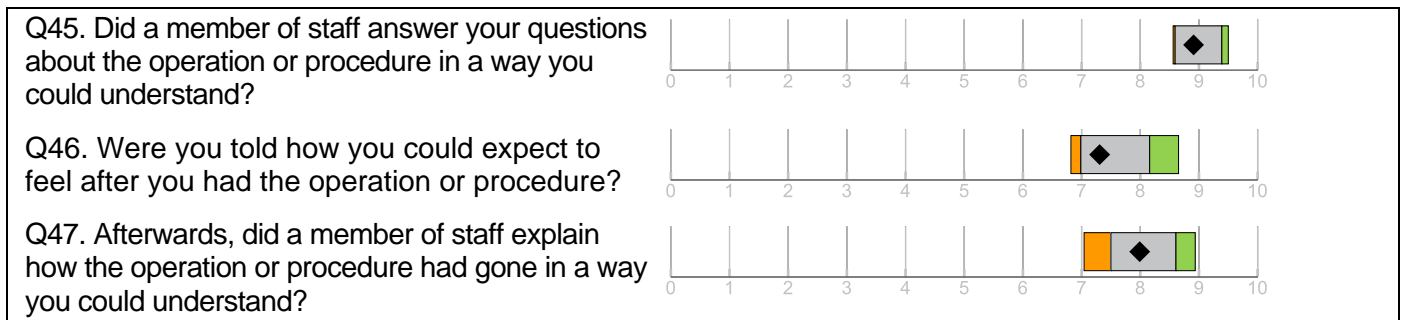 Q45. Did a member of staff answer your questions
about the operation or procedure in a way you
could understand?
0 1 2 3 4 5 6 7 8 9 10
Q46. Were you told how you could expect to
feel after you had the operation or procedure?
0 1 2 3 4 5 6 7 8 9 10
Q47. Afterwards, did a member of staff explain
how the operation or procedure had gone in a way
you could understand?
0 1 2 3 4 5 6 7 8 9 10